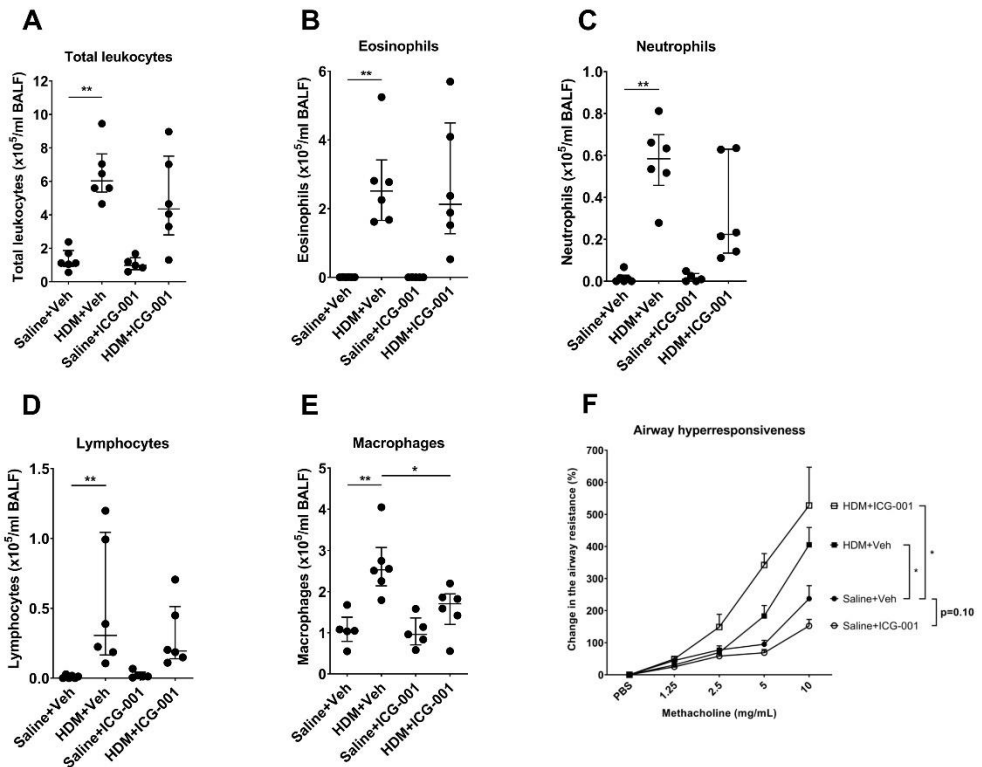 A
Total leukocytes
Total leukocytes (x10⁵/ml BALF)
12
10
8
6
4
2
0
**
Saline+Veh
HDM+Veh
Saline+ICG-001
HDM+ICG-001
B
Eosinophils
Eosinophils (x10⁵/ml BALF)
6
4
2
0
**
Saline+Veh
HDM+Veh
Saline+ICG-001
HDM+ICG-001
C
Neutrophils
Neutrophils (x10⁵/ml BALF)
1.0
0.8
0.6
0.4
0.2
0.0
**
Saline+Veh
HDM+Veh
Saline+ICG-001
HDM+ICG-001
D
Lymphocytes
Lymphocytes (x10⁵/ml BALF)
1.5
1.0
0.5
0.0
**
Saline+Veh
HDM+Veh
Saline+ICG-001
HDM+ICG-001
E
Macrophages
Macrophages (x10⁵/ml BALF)
5
4
3
2
1
0
**
*
Saline+Veh
HDM+Veh
Saline+ICG-001
HDM+ICG-001
F
Airway hyperresponsiveness
Change in the airway resistance (%)
700
600
500
400
300
200
100
0
PBS
1.25
2.5
5
10
Methacholine (mg/mL)
HDM+ICG-001
HDM+Veh
Saline+Veh
Saline+ICG-001
*
*
p=0.10